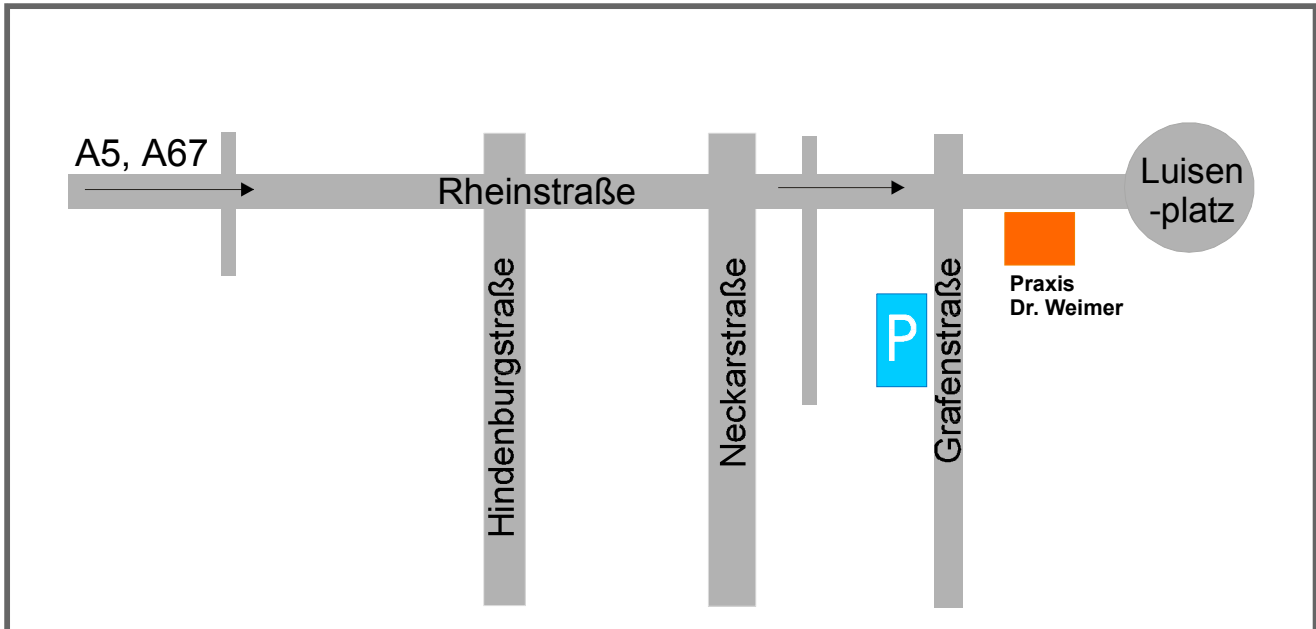 A5, A67
Rheinstraße
Luisen
-platz
Hindenburgstraße
Neckarstraße
Grafenstraße
P
Praxis
Dr. Weimer